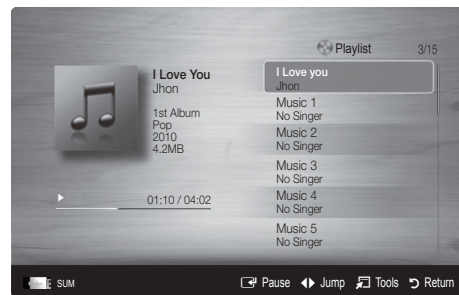 Playlist 3/15
I Love You
Jhon
1st Album
Pop
2010
4.2MB
01:10 / 04:02
I Love you
Jhon
Music 1
No Singer
Music 2
No Singer
Music 3
No Singer
Music 4
No Singer
Music 5
No Singer
SUM Pause Jump Tools Return